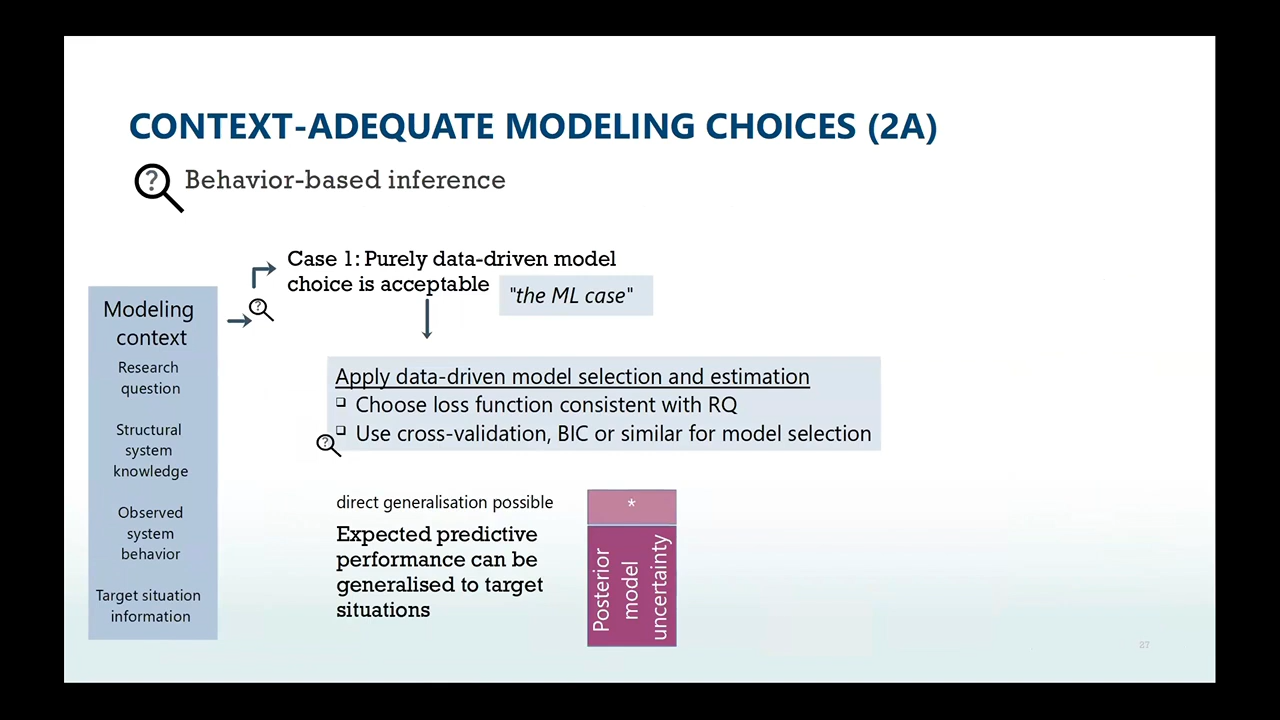 CONTEXT-ADEQUATE MODELING CHOICES (2A)
? Behavior-based inference
Case 1: Purely data-driven model
choice is acceptable
"the ML case"
?
Modeling
context
Research
question
Structural
system
knowledge
Observed
system
behavior
Target situation
information
Apply data-driven model selection and estimation
❑ Choose loss function consistent with RQ
❑ Use cross-validation, BIC or similar for model selection
?
direct generalisation possible
Expected predictive
performance can be
generalised to target
situations
*
Posterior
model
uncertainty
27